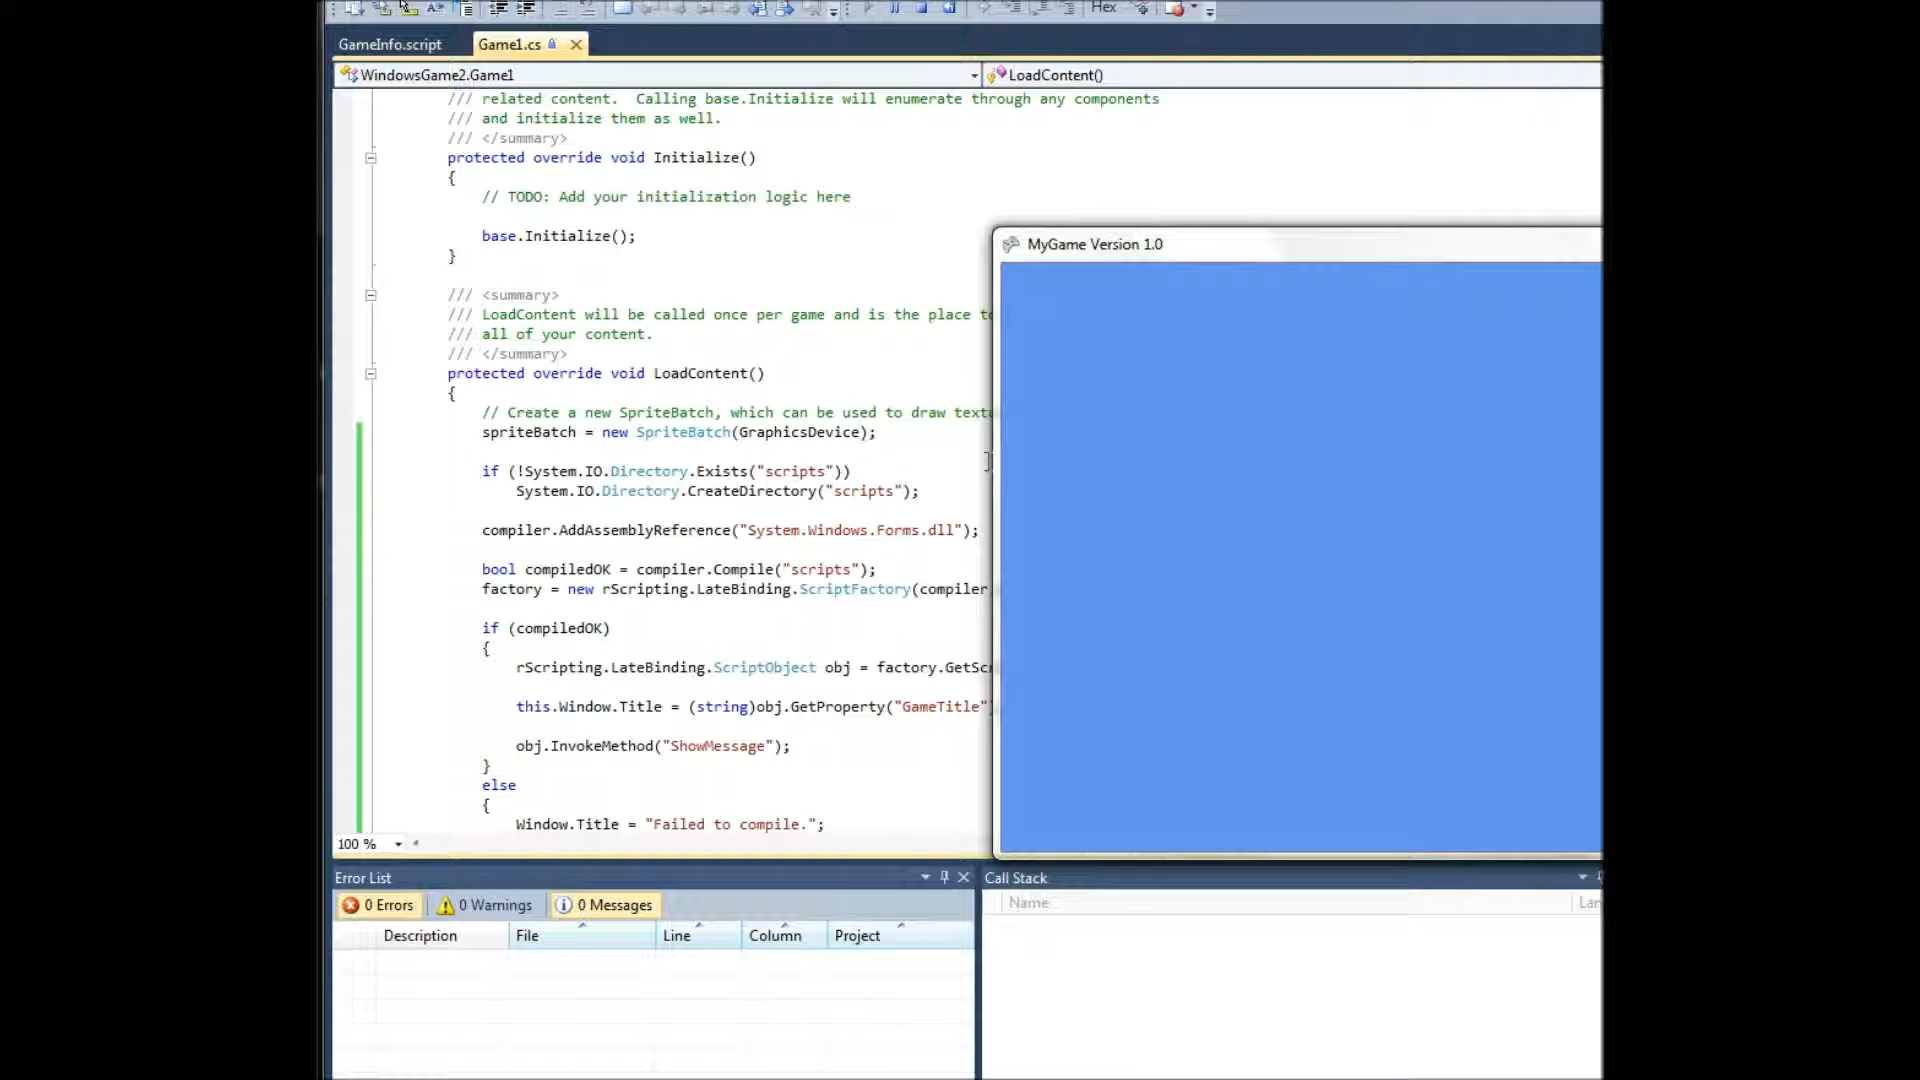 Hex
GameInfo.script
Game1.cs
WindowsGame2.Game1
LoadContent()
/// related content.  Calling base.Initialize will enumerate through any components
/// and initialize them as well.
/// </summary>
protected override void Initialize()
{
// TODO: Add your initialization logic here
base.Initialize();
}
/// <summary>
/// LoadContent will be called once per game and is the place to
/// all of your content.
/// </summary>
protected override void LoadContent()
{
// Create a new SpriteBatch, which can be used to draw textu
spriteBatch = new SpriteBatch(GraphicsDevice);
if (!System.IO.Directory.Exists("scripts"))
System.IO.Directory.CreateDirectory("scripts");
compiler.AddAssemblyReference("System.Windows.Forms.dll");
bool compiledOK = compiler.Compile("scripts");
factory = new rScripting.LateBinding.ScriptFactory(compiler.
if (compiledOK)
{
rScripting.LateBinding.ScriptObject obj = factory.GetScr
this.Window.Title = (string)obj.GetProperty("GameTitle")
obj.InvokeMethod("ShowMessage");
}
else
{
Window.Title = "Failed to compile.";
MyGame Version 1.0
100 %
Error List
0 Errors
0 Warnings
0 Messages
Description
File
Line
Column
Project
Call Stack
Name
Lan